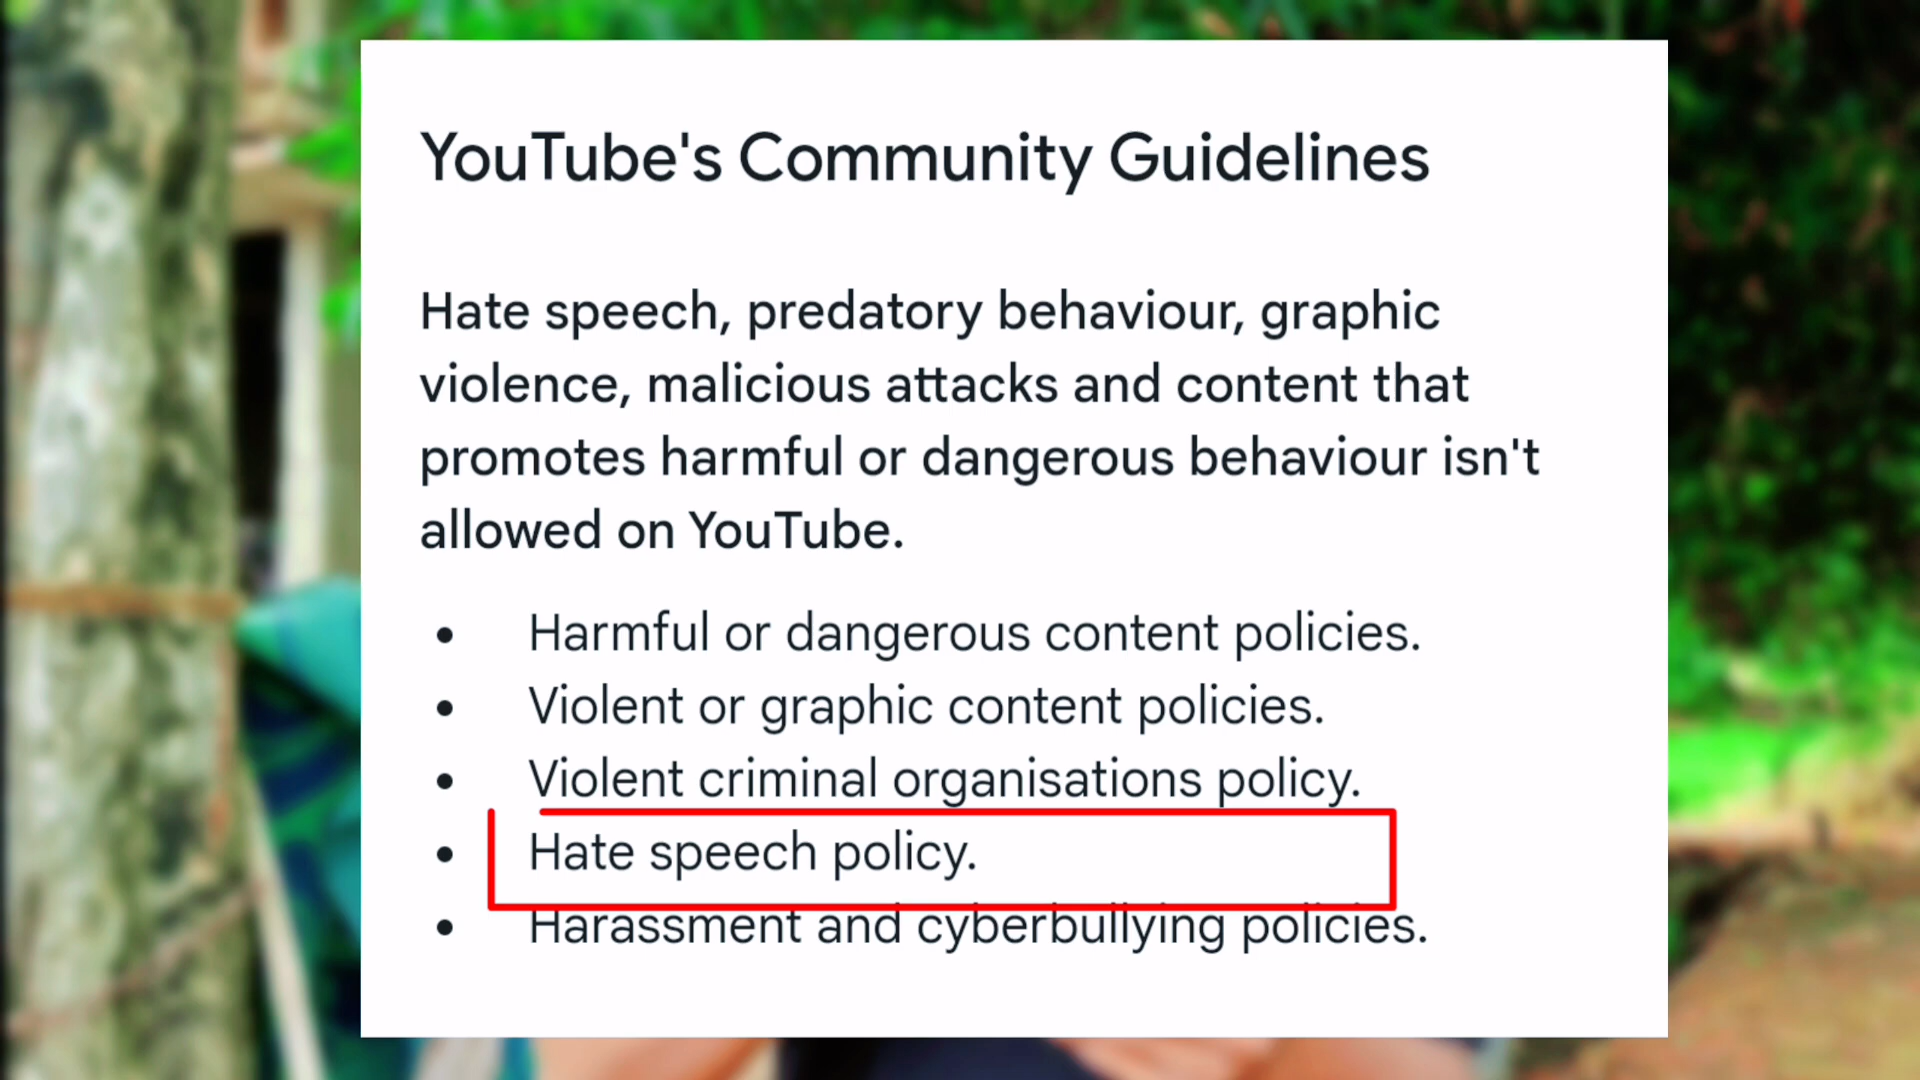 YouTube's Community Guidelines
Hate speech, predatory behaviour, graphic
violence, malicious attacks and content that
promotes harmful or dangerous behaviour isn't
allowed on YouTube.
• Harmful or dangerous content policies.
• Violent or graphic content policies.
• Violent criminal organisations policy.
• Hate speech policy.
• Harassment and cyberbullying policies.